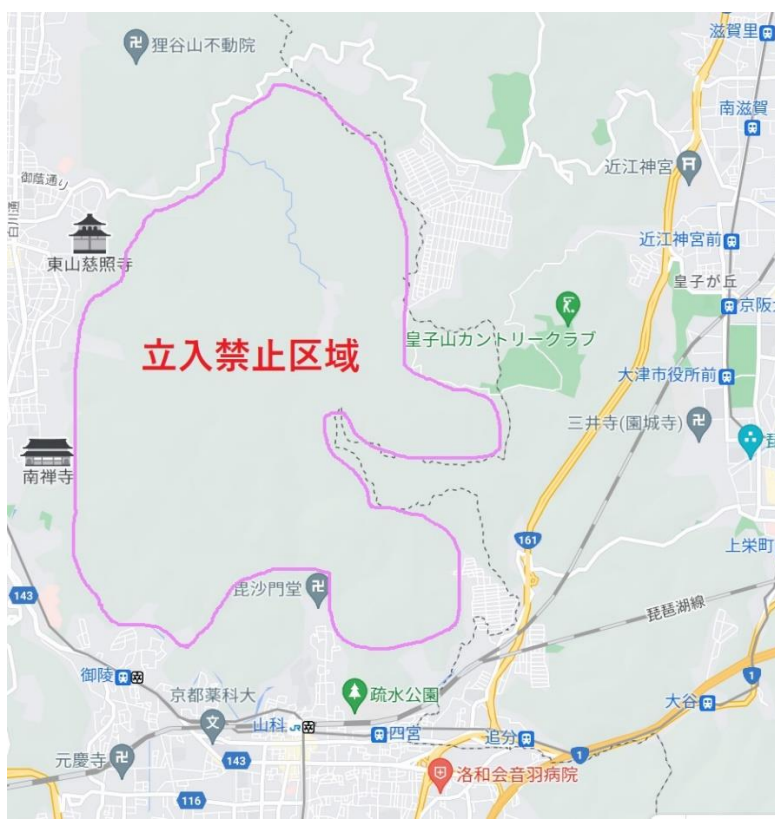 滋賀里
狸谷山不動院
南滋賀
近江神宮
御蔭通り
白川通
東山慈照寺
近江神宮前
皇子が丘
京阪大
皇子山カントリークラブ
立入禁止区域
大津市役所前
三井寺(園城寺)
南禅寺
161
上栄町
毘沙門堂
143
琵琶湖線
御陵
京都薬科大
疏水公園
1
大谷
文
山科
JR
四宮
追分
元慶寺
143
1
洛和会音羽病院
116